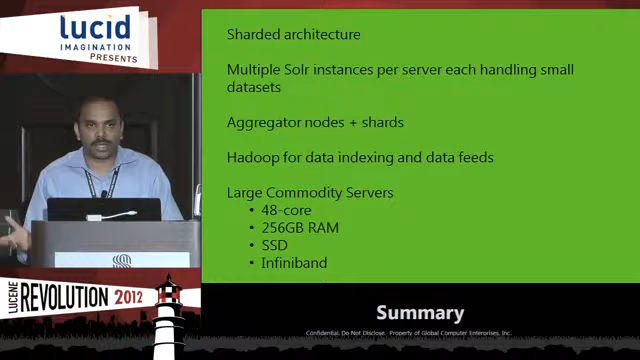 lucid
IMAGINATION
PRESENTS
Sharded architecture
Multiple Solr instances per server each handling small
datasets
Aggregator nodes + shards
Hadoop for data indexing and data feeds
Large Commodity Servers
• 48-core
• 256GB RAM
• SSD
• Infiniband
LUCENE
REVOLUTION 2012
Summary
Confidential. Do Not Disclose. Property of Global Computer Enterprises, Inc.